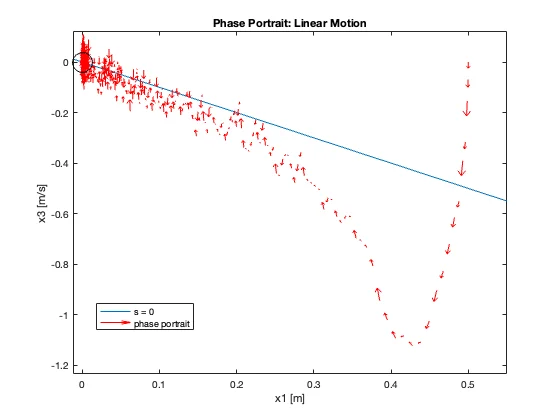 Phase Portrait: Linear Motion
0
-0.2
-0.4
-0.6
-0.8
-1
-1.2
x3 [m/s]
s = 0
phase portrait
0
0.1
0.2
0.3
0.4
0.5
x1 [m]